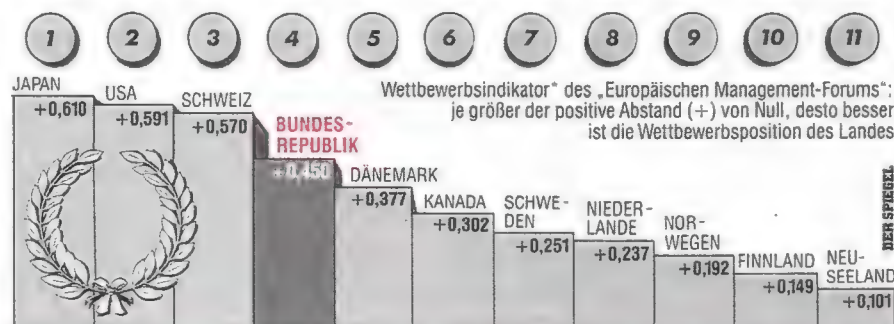 1 2 3 4 5 6 7 8 9 10 11
Wettbewerbsindikator* des „Europäischen Management-Forums“:
je größer der positive Abstand (+) von Null, desto besser
ist die Wettbewerbsposition des Landes
JAPAN
+0,610
USA
+0,591
SCHWEIZ
+0,570
BUNDES-
REPUBLIK
+0,450
DÄNEMARK
+0,377
KANADA
+0,302
SCHWE-
DEN
+0,251
NIEDER-
LANDE
+0,237
NOR-
WEGEN
+0,192
FINNLAND
+0,149
NEU-
SEELAND
+0,101
DER SPIEGEL